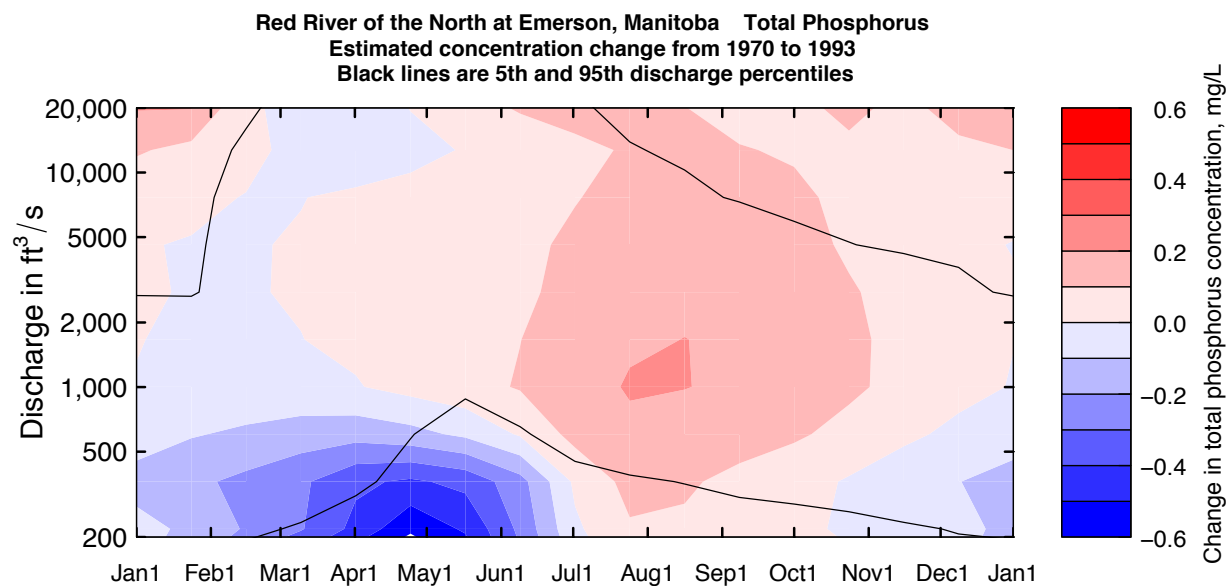 Red River of the North at Emerson, Manitoba Total Phosphorus
Estimated concentration change from 1970 to 1993
Black lines are 5th and 95th discharge percentiles
Discharge in ft³/s
20,000
10,000
5000
2,000
1,000
500
200
Jan1 Feb1 Mar1 Apr1 May1 Jun1 Jul1 Aug1 Sep1 Oct1 Nov1 Dec1 Jan1
0.6
0.4
0.2
0.0
−0.2
−0.4
−0.6
Change in total phosphorus concentration, mg/L